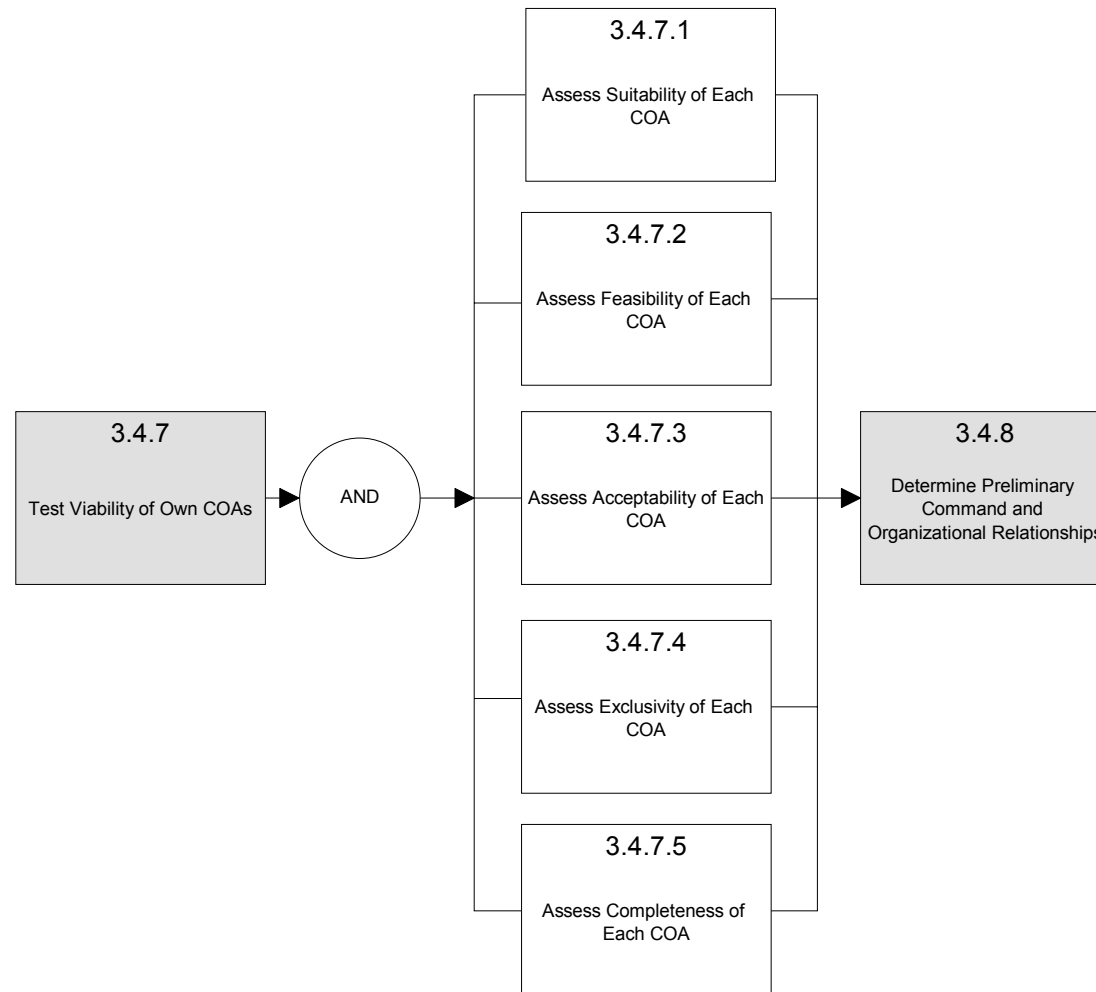 3.4.7.1
Assess Suitability of Each
COA
3.4.7.2
Assess Feasibility of Each
COA
3.4.7
Test Viability of Own COAs
AND
3.4.7.3
Assess Acceptability of Each
COA
3.4.8
Determine Preliminary
Command and
Organizational Relationships
3.4.7.4
Assess Exclusivity of Each
COA
3.4.7.5
Assess Completeness of
Each COA